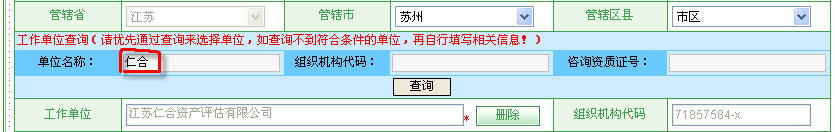 管辖省 江苏 管辖市 苏州 管辖区县 市区
工作单位查询(请优先通过查询来选择单位,如查询不到符合条件的单位,再自行填写相关信息!)
单位名称: 仁合 组织机构代码: 咨询资质证号:
查询
工作单位 江苏仁合资产评估有限公司 * 删除 组织机构代码 71857584-x